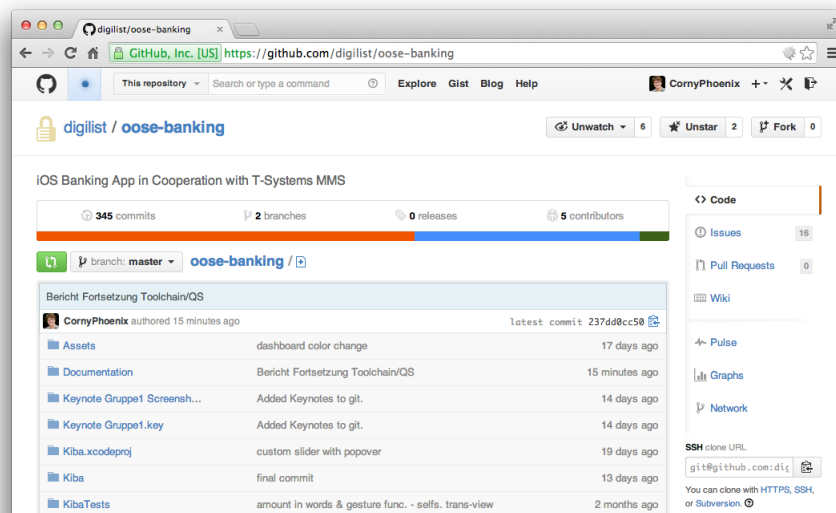 digilist/oose-banking
GitHub, Inc. [US] https://github.com/digilist/oose-banking
This repository Search or type a command Explore Gist Blog Help CornyPhoenix
digilist / oose-banking Unwatch 6 Unstar 2 Fork 0
iOS Banking App in Cooperation with T-Systems MMS
345 commits 2 branches 0 releases 5 contributors
branch: master oose-banking /
Bericht Fortsetzung Toolchain/QS
CornyPhoenix authored 15 minutes ago latest commit 237dd0cc50
Assets dashboard color change 17 days ago
Documentation Bericht Fortsetzung Toolchain/QS 15 minutes ago
Keynote Gruppe1 Screensh... Added Keynotes to git. 14 days ago
Keynote Gruppe1.key Added Keynotes to git. 14 days ago
Kiba.xcodeproj custom slider with popover 19 days ago
Kiba final commit 13 days ago
KibaTests amount in words & gesture func. - selfs. trans-view 2 months ago
Code
Issues 16
Pull Requests 0
Wiki
Pulse
Graphs
Network
SSH clone URL
git@github.com:dig
You can clone with HTTPS, SSH,
or Subversion.